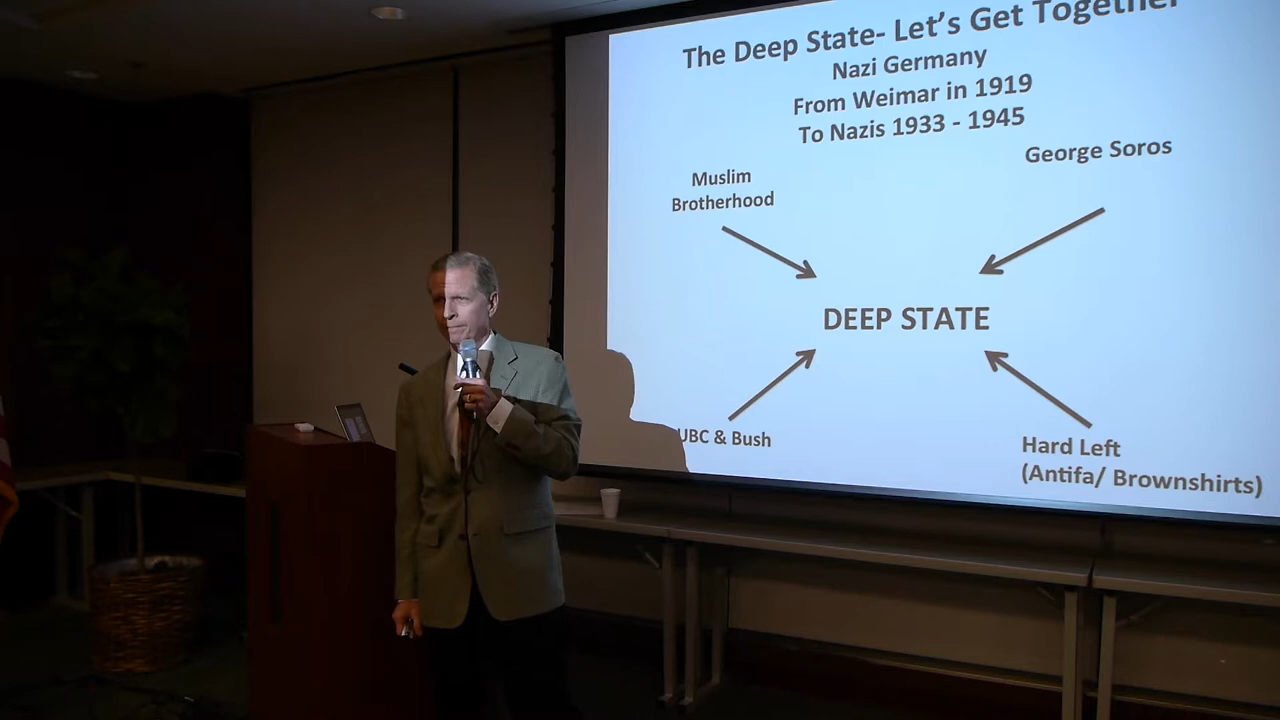 The Deep State- Let's Get Together
Nazi Germany
From Weimar in 1919
To Nazis 1933 - 1945
George Soros
Muslim
Brotherhood
DEEP STATE
UBC & Bush
Hard Left
(Antifa/ Brownshirts)